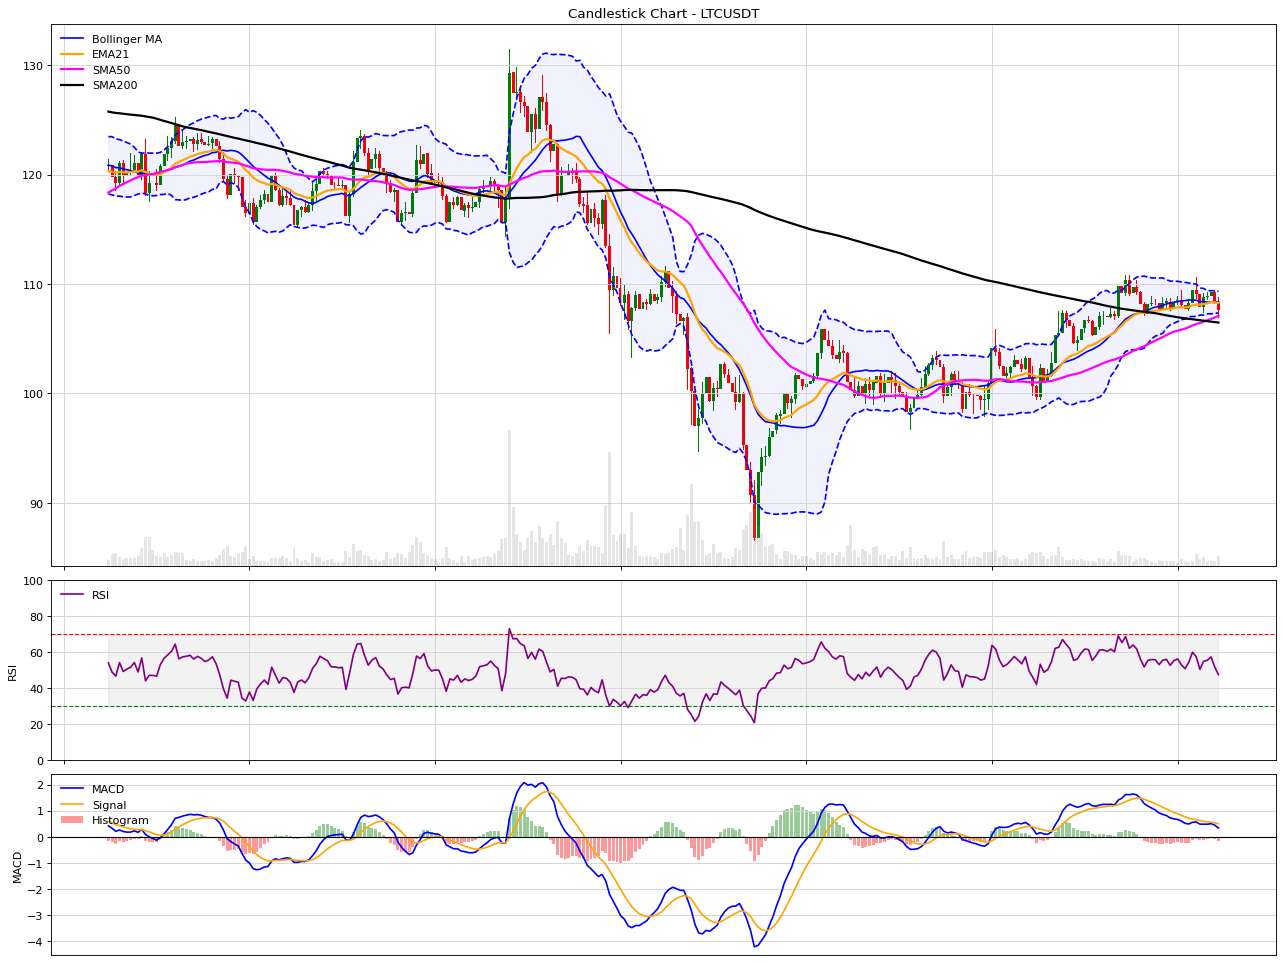 Candlestick Chart - LTCUSDT
Bollinger MA
EMA21
SMA50
SMA200
130
120
110
100
90
RSI
100
80
60
40
20
0
RSI
MACD
Signal
Histogram
2
1
0
−1
−2
−3
−4
MACD